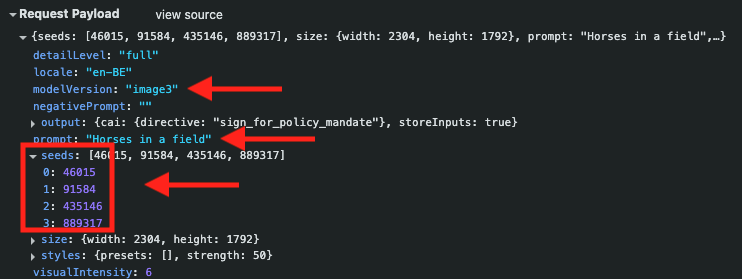 Request Payload view source
{seeds: [46015, 91584, 435146, 889317], size: {width: 2304, height: 1792}, prompt: "Horses in a field",…}
detailLevel: "full"
locale: "en-BE"
modelVersion: "image3"
negativePrompt: ""
output: {cai: {directive: "sign_for_policy_mandate"}, storeInputs: true}
prompt: "Horses in a field"
seeds: [46015, 91584, 435146, 889317]
0: 46015
1: 91584
2: 435146
3: 889317
size: {width: 2304, height: 1792}
styles: {presets: [], strength: 50}
visualIntensity: 6